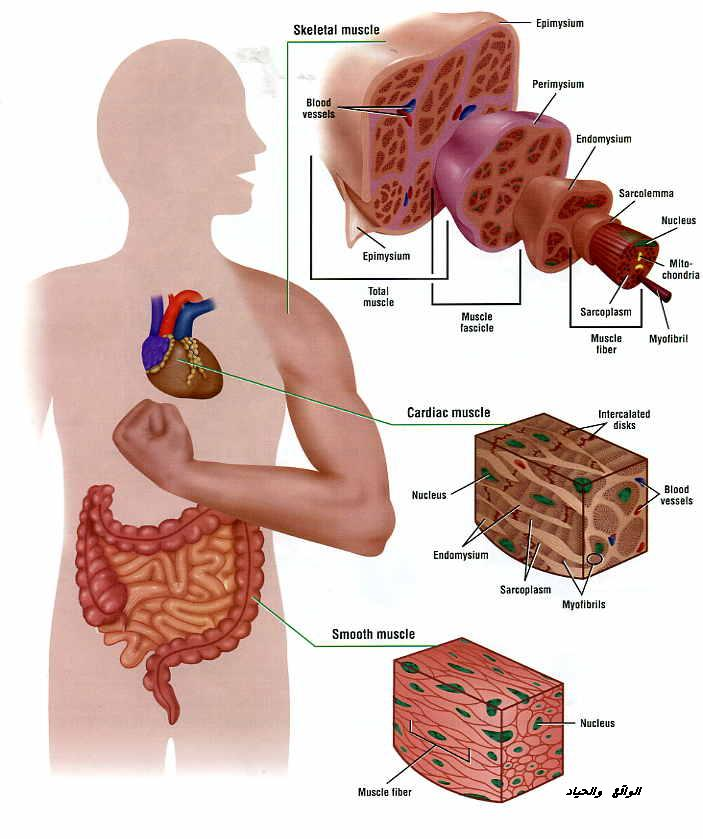 Skeletal muscle
Epimysium
Blood
vessels
Perimysium
Endomysium
Sarcolemma
Nucleus
Mito-
chondria
Epimysium
Total
muscle
Muscle
fascicle
Sarcoplasm
Muscle
fiber
Myofibril
Cardiac muscle
Intercalated
disks
Nucleus
Blood
vessels
Endomysium
Sarcoplasm
Myofibrils
Smooth muscle
Nucleus
Muscle fiber
والحياد